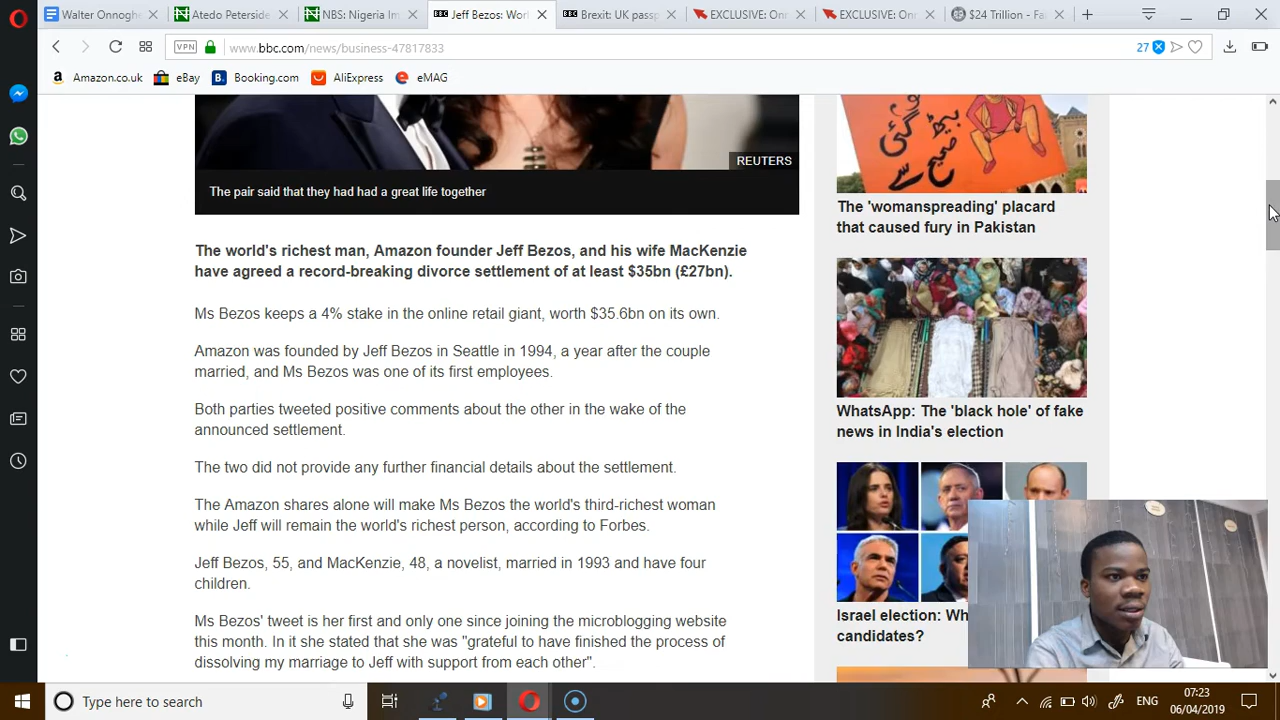 Walter Onnogh
Atedo Peterside
NBS: Nigeria Im
Jeff Bezos: Wor
Brexit: UK passp
EXCLUSIVE: Onn
EXCLUSIVE: Onn
$24 Trillion - Fa
VPN
www.bbc.com/news/business-47817833
27
Amazon.co.uk
eBay
Booking.com
AliExpress
eMAG
REUTERS
The pair said that they had had a great life together
The world's richest man, Amazon founder Jeff Bezos, and his wife MacKenzie
have agreed a record-breaking divorce settlement of at least $35bn (£27bn).
Ms Bezos keeps a 4% stake in the online retail giant, worth $35.6bn on its own.
Amazon was founded by Jeff Bezos in Seattle in 1994, a year after the couple
married, and Ms Bezos was one of its first employees.
Both parties tweeted positive comments about the other in the wake of the
announced settlement.
The two did not provide any further financial details about the settlement.
The Amazon shares alone will make Ms Bezos the world's third-richest woman
while Jeff will remain the world's richest person, according to Forbes.
Jeff Bezos, 55, and MacKenzie, 48, a novelist, married in 1993 and have four
children.
Ms Bezos' tweet is her first and only one since joining the microblogging website
this month. In it she stated that she was "grateful to have finished the process of
dissolving my marriage to Jeff with support from each other".
The 'womanspreading' placard
that caused fury in Pakistan
WhatsApp: The 'black hole' of fake
news in India's election
Israel election: Wh
candidates?
Type here to search
ENG
07:23
06/04/2019